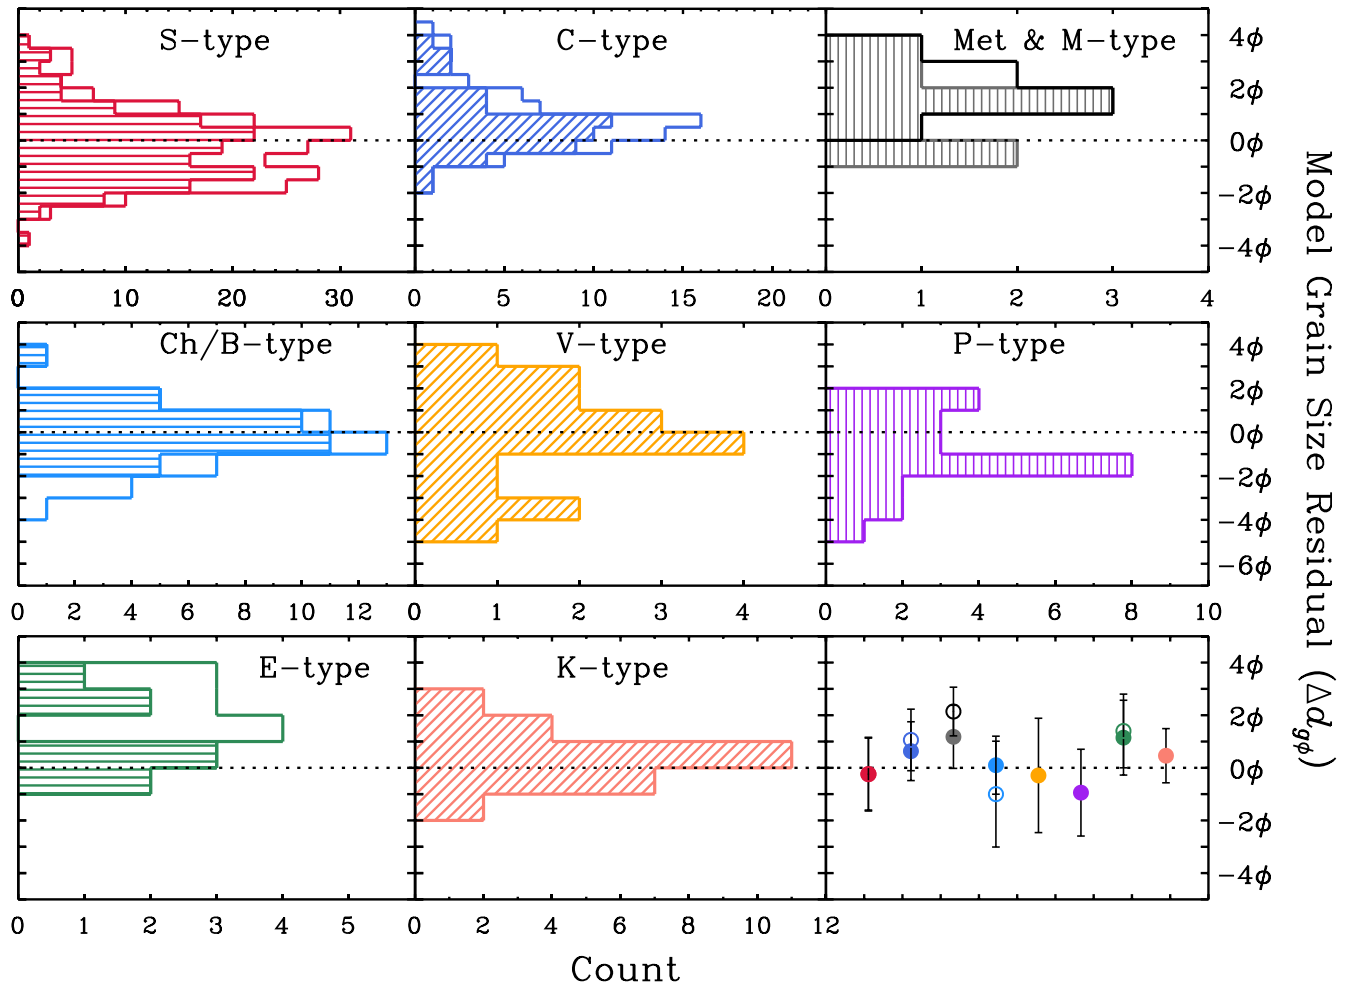 S-type
C-type
Met & M-type
4ϕ
2ϕ
0ϕ
-2ϕ
-4ϕ
0 10 20 30
0 5 10 15 20
0 1 2 3 4
Ch/B-type
V-type
P-type
4ϕ
2ϕ
0ϕ
-2ϕ
-4ϕ
-6ϕ
0 2 4 6 8 10 12
0 1 2 3 4
0 2 4 6 8 10
E-type
K-type
4ϕ
2ϕ
0ϕ
-2ϕ
-4ϕ
0 1 2 3 4 5
0 2 4 6 8 10 12
Count
Model Grain Size Residual (Δd_gϕ)